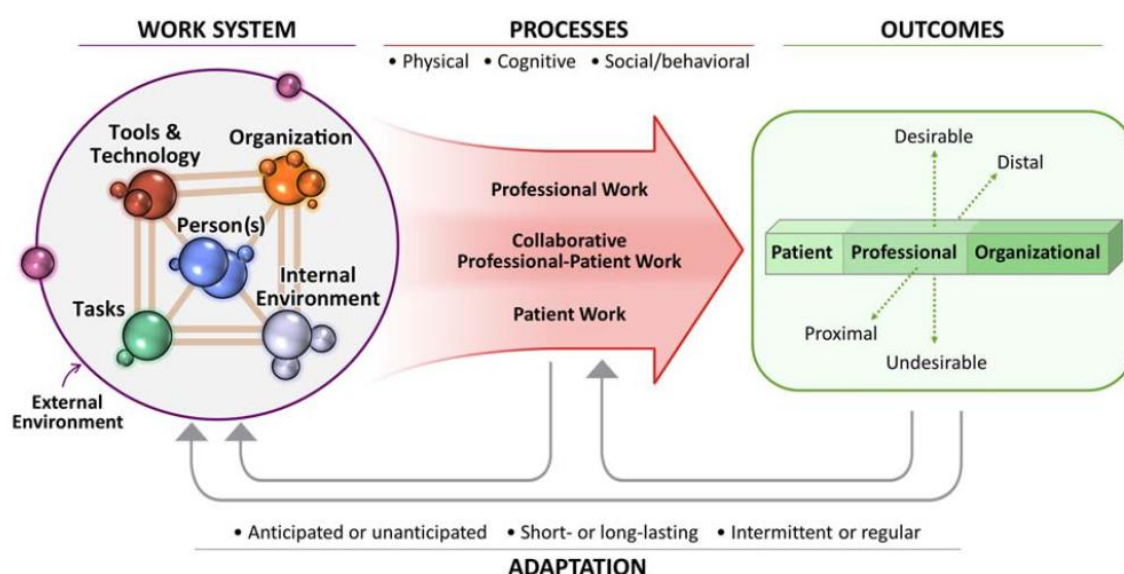 WORK SYSTEM
PROCESSES
OUTCOMES
• Physical • Cognitive • Social/behavioral
Tools &
Technology
Organization
Person(s)
Internal
Environment
Tasks
External
Environment
Professional Work
Collaborative
Professional-Patient Work
Patient Work
Desirable
Distal
Patient
Professional
Organizational
Proximal
Undesirable
• Anticipated or unanticipated • Short- or long-lasting • Intermittent or regular
ADAPTATION